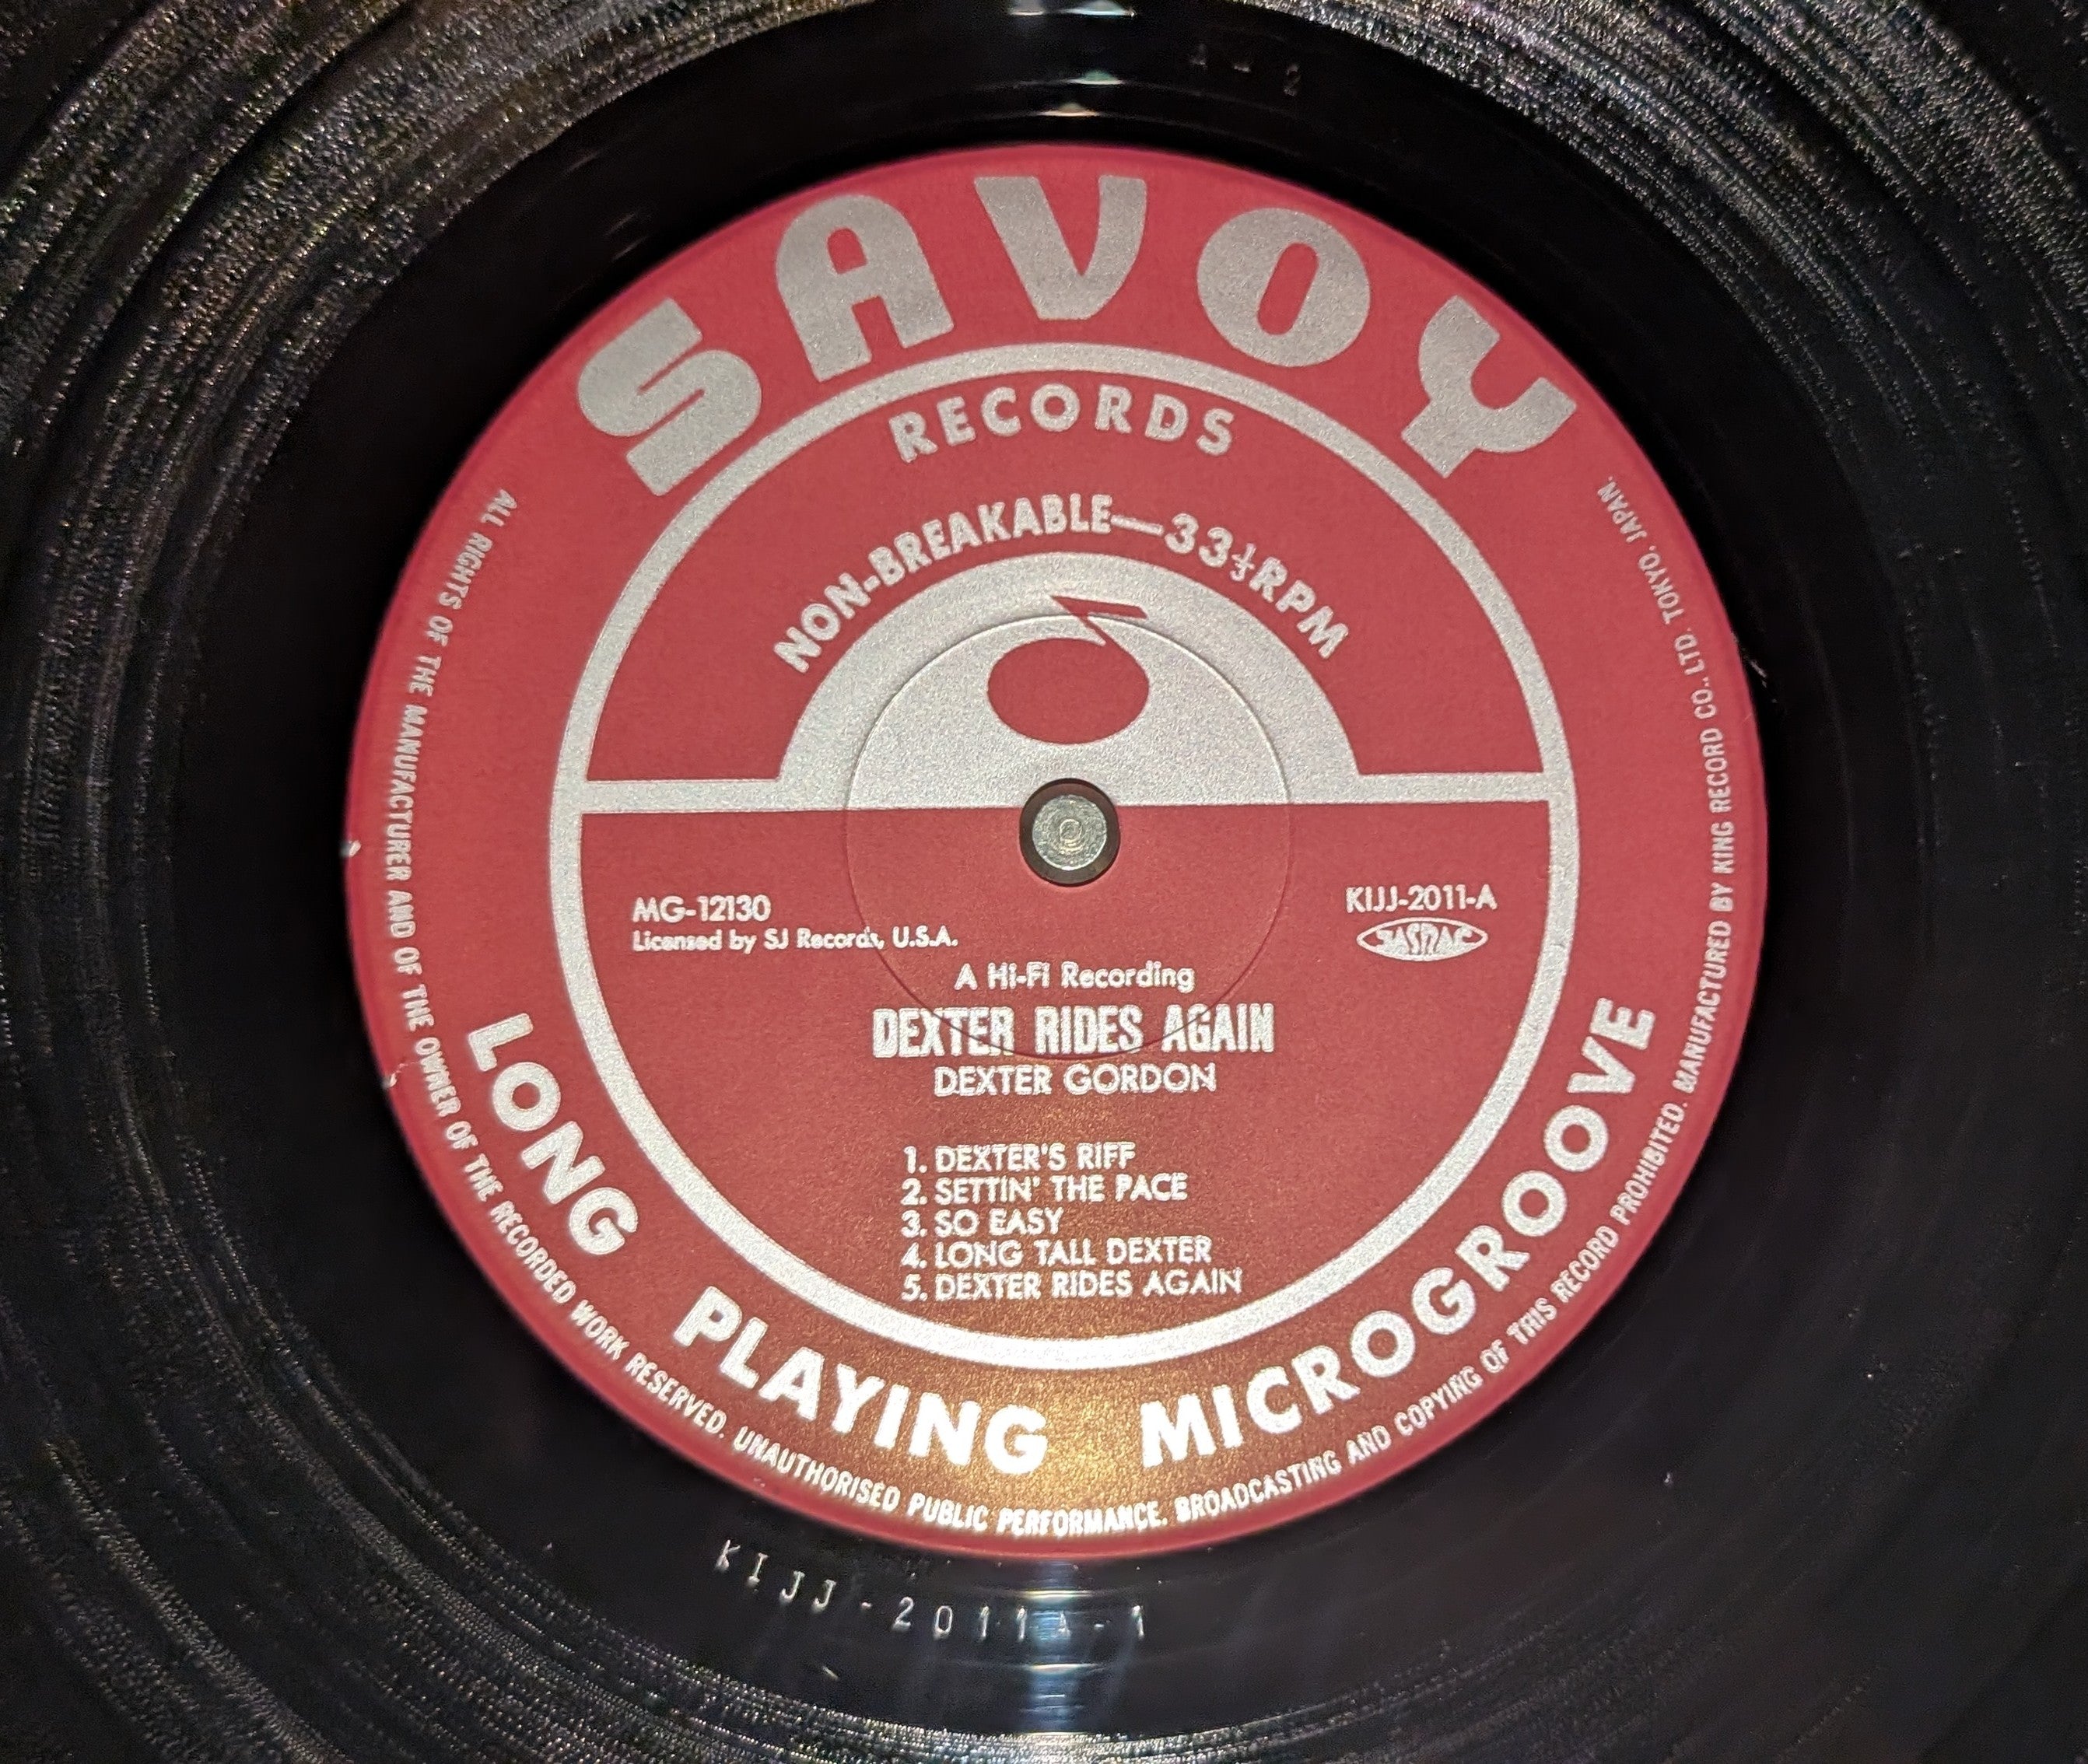 A-2
SAVOY
RECORDS
NON-BREAKABLE—33⅓RPM
MG-12130
KIJJ-2011-A
Licensed by SJ Records, U.S.A.
JASRAC
A Hi-Fi Recording
DEXTER RIDES AGAIN
DEXTER GORDON
1. DEXTER'S RIFF
2. SETTIN' THE PACE
3. SO EASY
4. LONG TALL DEXTER
5. DEXTER RIDES AGAIN
LONG PLAYING MICROGROOVE
ALL RIGHTS OF THE MANUFACTURER AND OF THE OWNER OF THE RECORDED WORK RESERVED. UNAUTHORISED PUBLIC PERFORMANCE. BROADCASTING AND COPYING OF THIS RECORD PROHIBITED. MANUFACTURED BY KING RECORD CO., LTD. TOKYO, JAPAN.
KIJJ-2011A-1